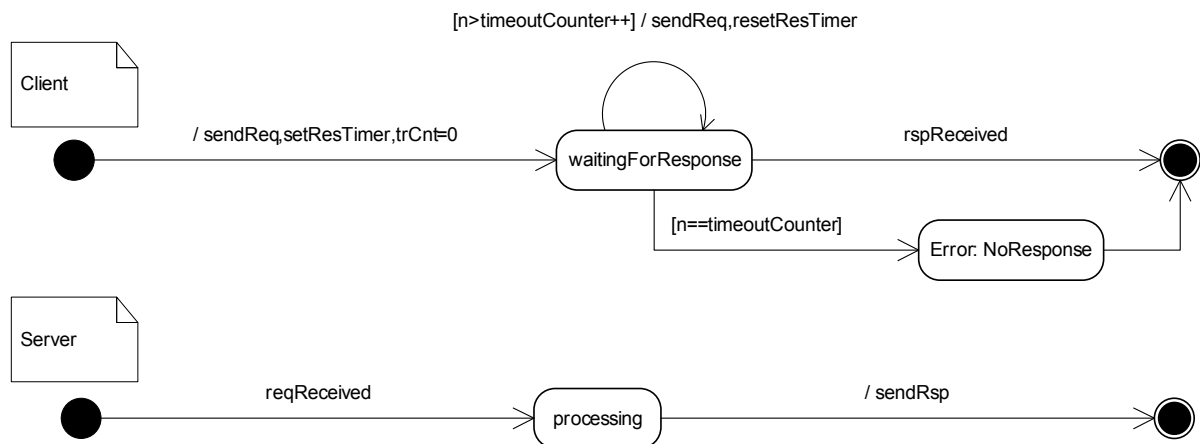 [n>timeoutCounter++] / sendReq,resetResTimer
Client
/ sendReq,setResTimer,trCnt=0
waitingForResponse
rspReceived
[n==timeoutCounter]
Error: NoResponse
Server
reqReceived
processing
/ sendRsp